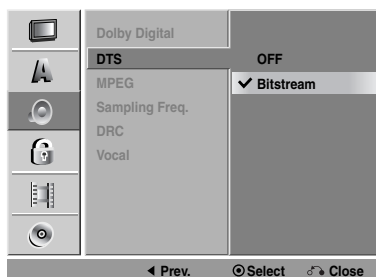 Dolby Digital
DTS
MPEG
Sampling Freq.
DRC
Vocal
OFF
✔ Bitstream
Prev.
Select
Close